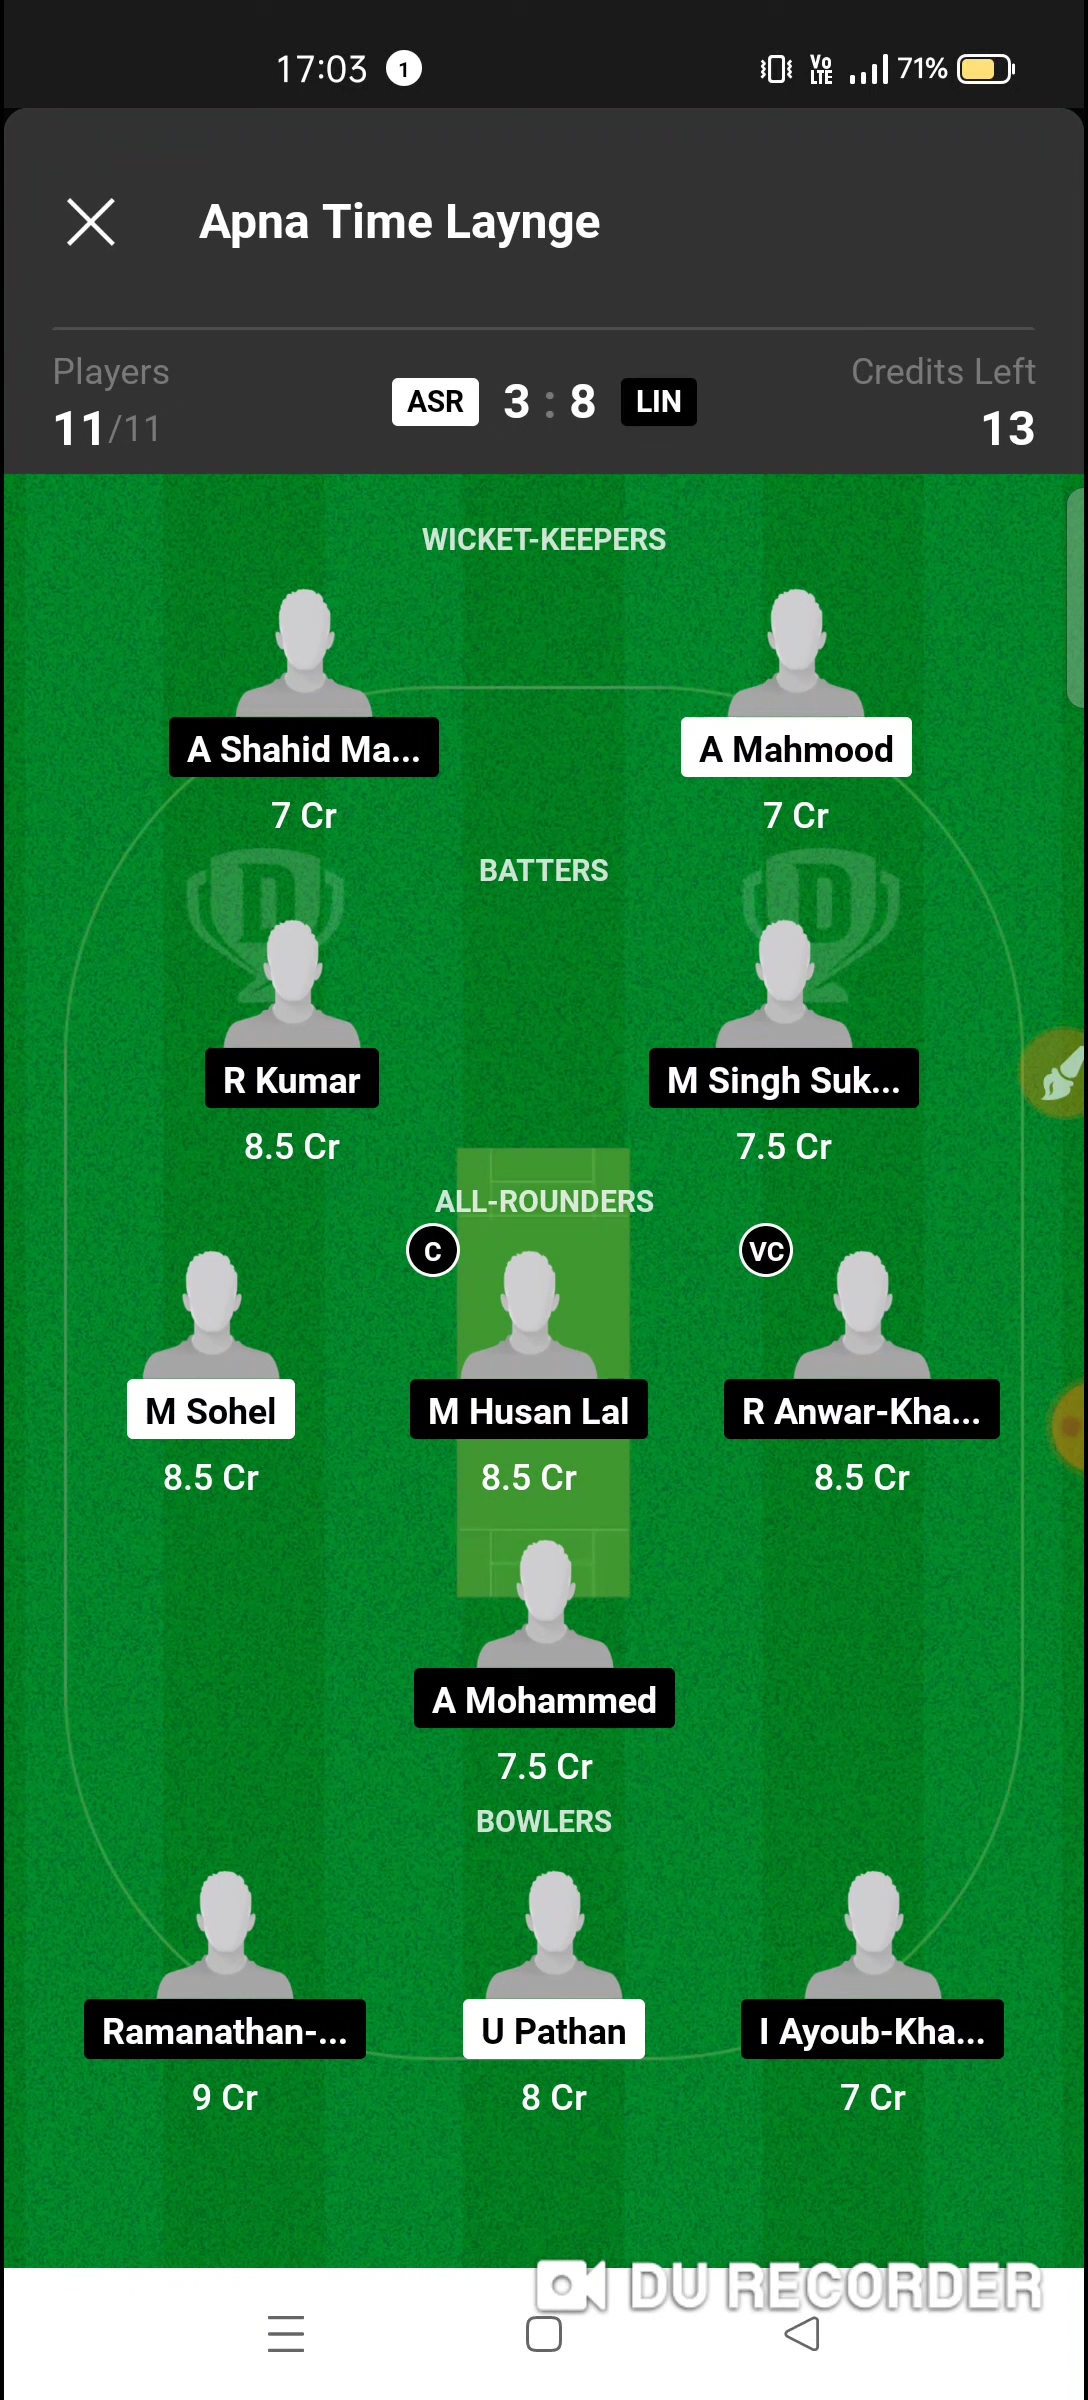 17:03 1 Vo LTE 71%
Apna Time Laynge
Players Credits Left
11/11 ASR 3 : 8 LIN 13
WICKET-KEEPERS
A Shahid Ma... A Mahmood
7 Cr 7 Cr
BATTERS
R Kumar M Singh Suk...
8.5 Cr 7.5 Cr
ALL-ROUNDERS
C VC
M Sohel M Husan Lal R Anwar-Kha...
8.5 Cr 8.5 Cr 8.5 Cr
A Mohammed
7.5 Cr
BOWLERS
Ramanathan-... U Pathan I Ayoub-Kha...
9 Cr 8 Cr 7 Cr
DU RECORDER